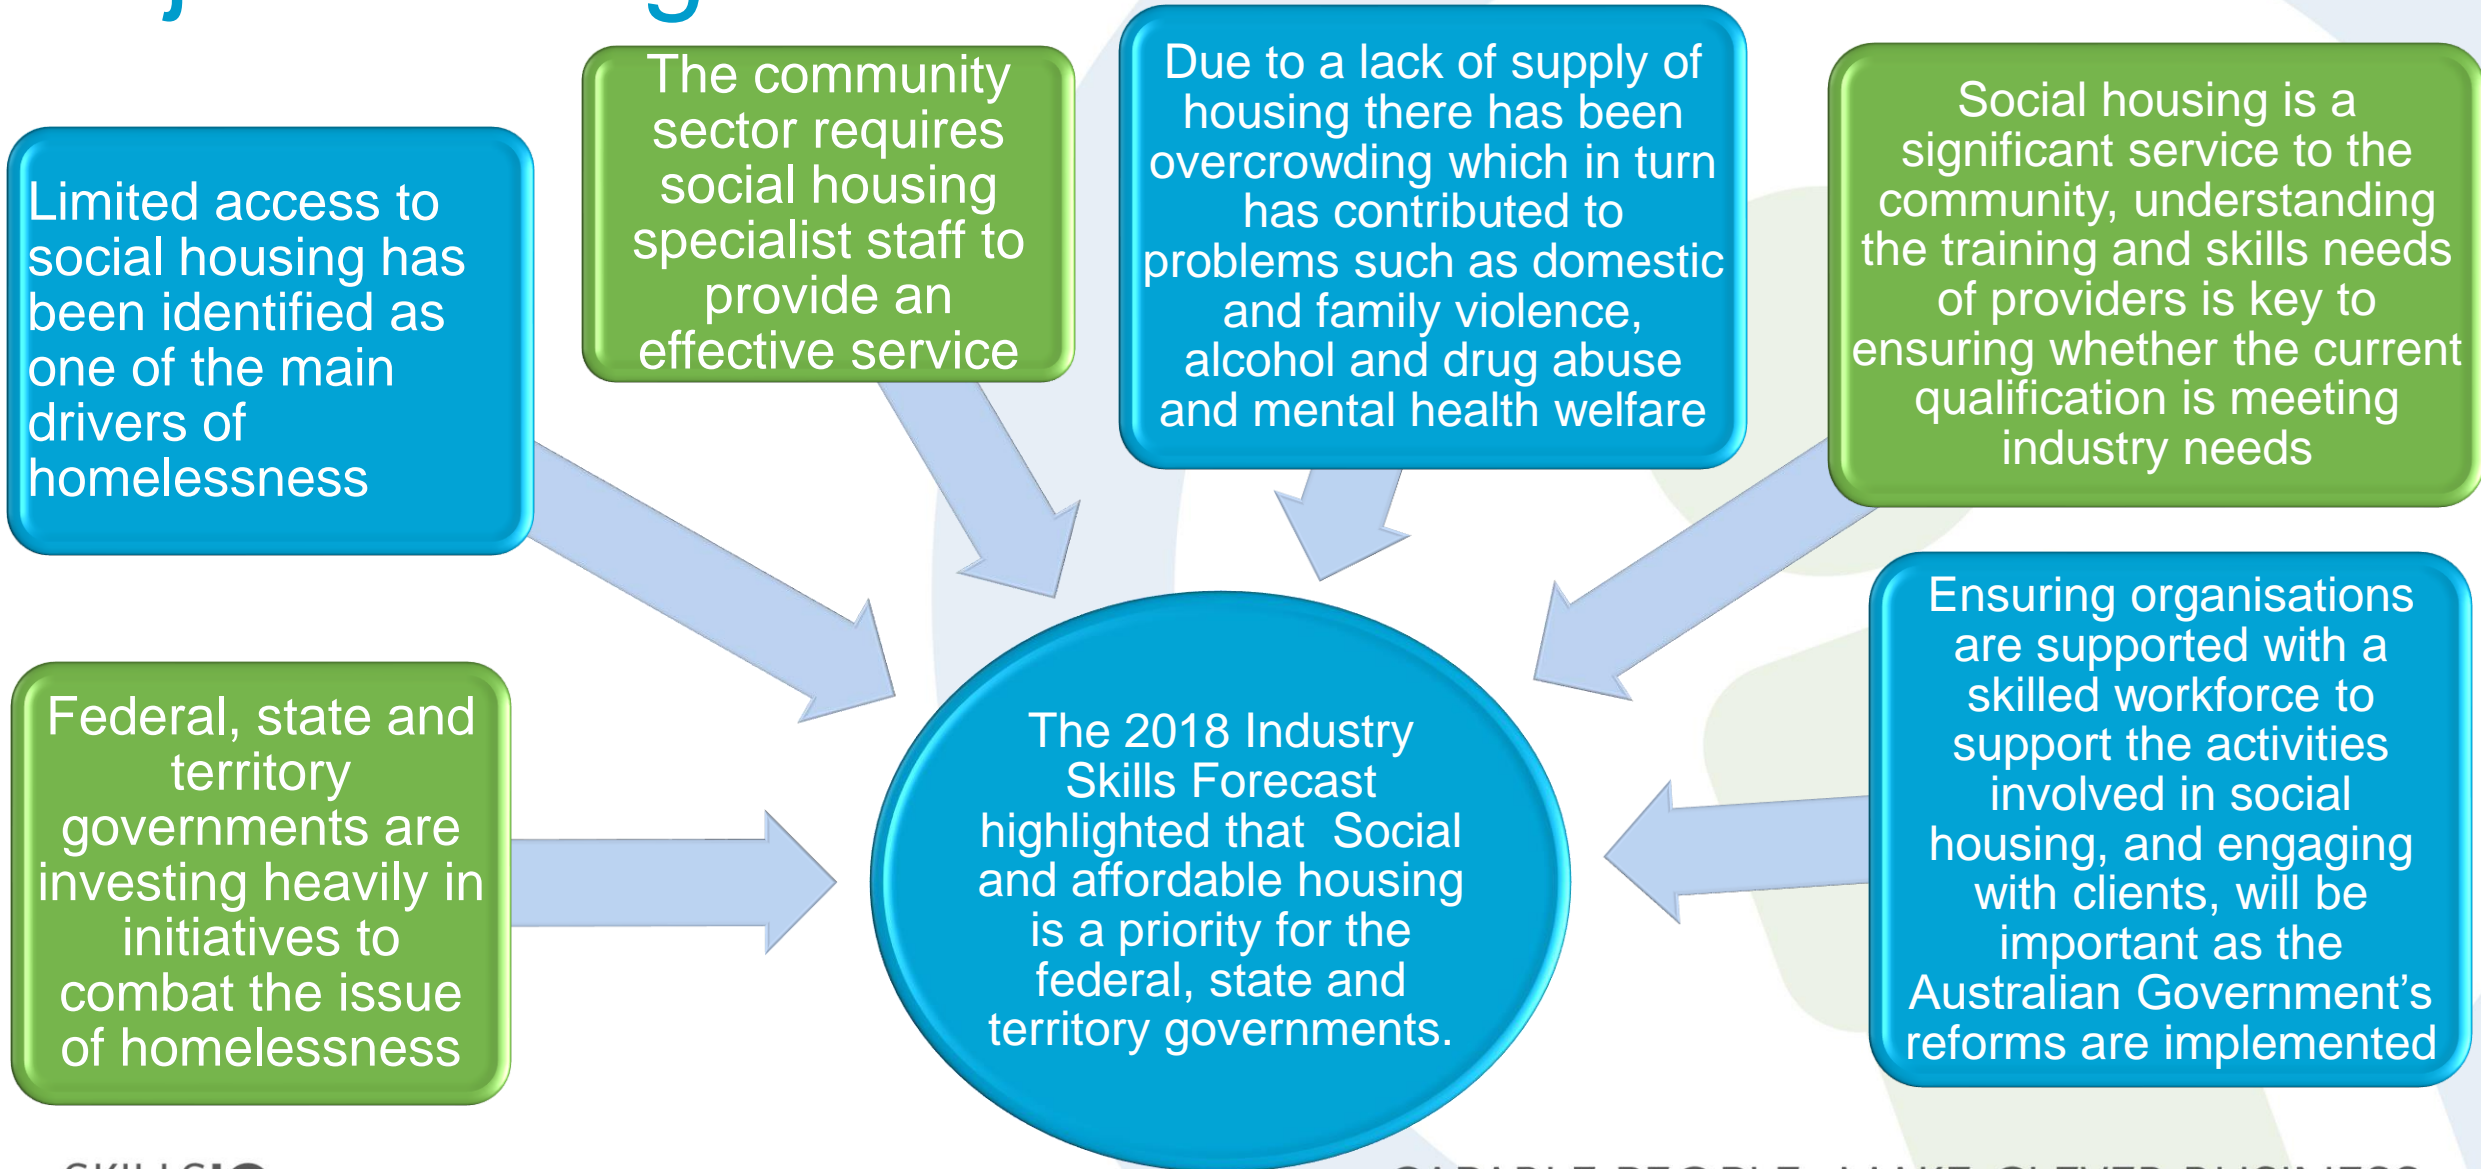 Limited access to
social housing has
been identified as
one of the main
drivers of
homelessness
The community
sector requires
social housing
specialist staff to
provide an
effective service
Due to a lack of supply of
housing there has been
overcrowding which in turn
has contributed to
problems such as domestic
and family violence,
alcohol and drug abuse
and mental health welfare
Social housing is a
significant service to the
community, understanding
the training and skills needs
of providers is key to
ensuring whether the current
qualification is meeting
industry needs
Federal, state and
territory
governments are
investing heavily in
initiatives to
combat the issue
of homelessness
The 2018 Industry
Skills Forecast
highlighted that  Social
and affordable housing
is a priority for the
federal, state and
territory governments.
Ensuring organisations
are supported with a
skilled workforce to
support the activities
involved in social
housing, and engaging
with clients, will be
important as the
Australian Government's
reforms are implemented
SKILLSIQ
CAPABLE PEOPLE MAKE CLEVER BUSINESS